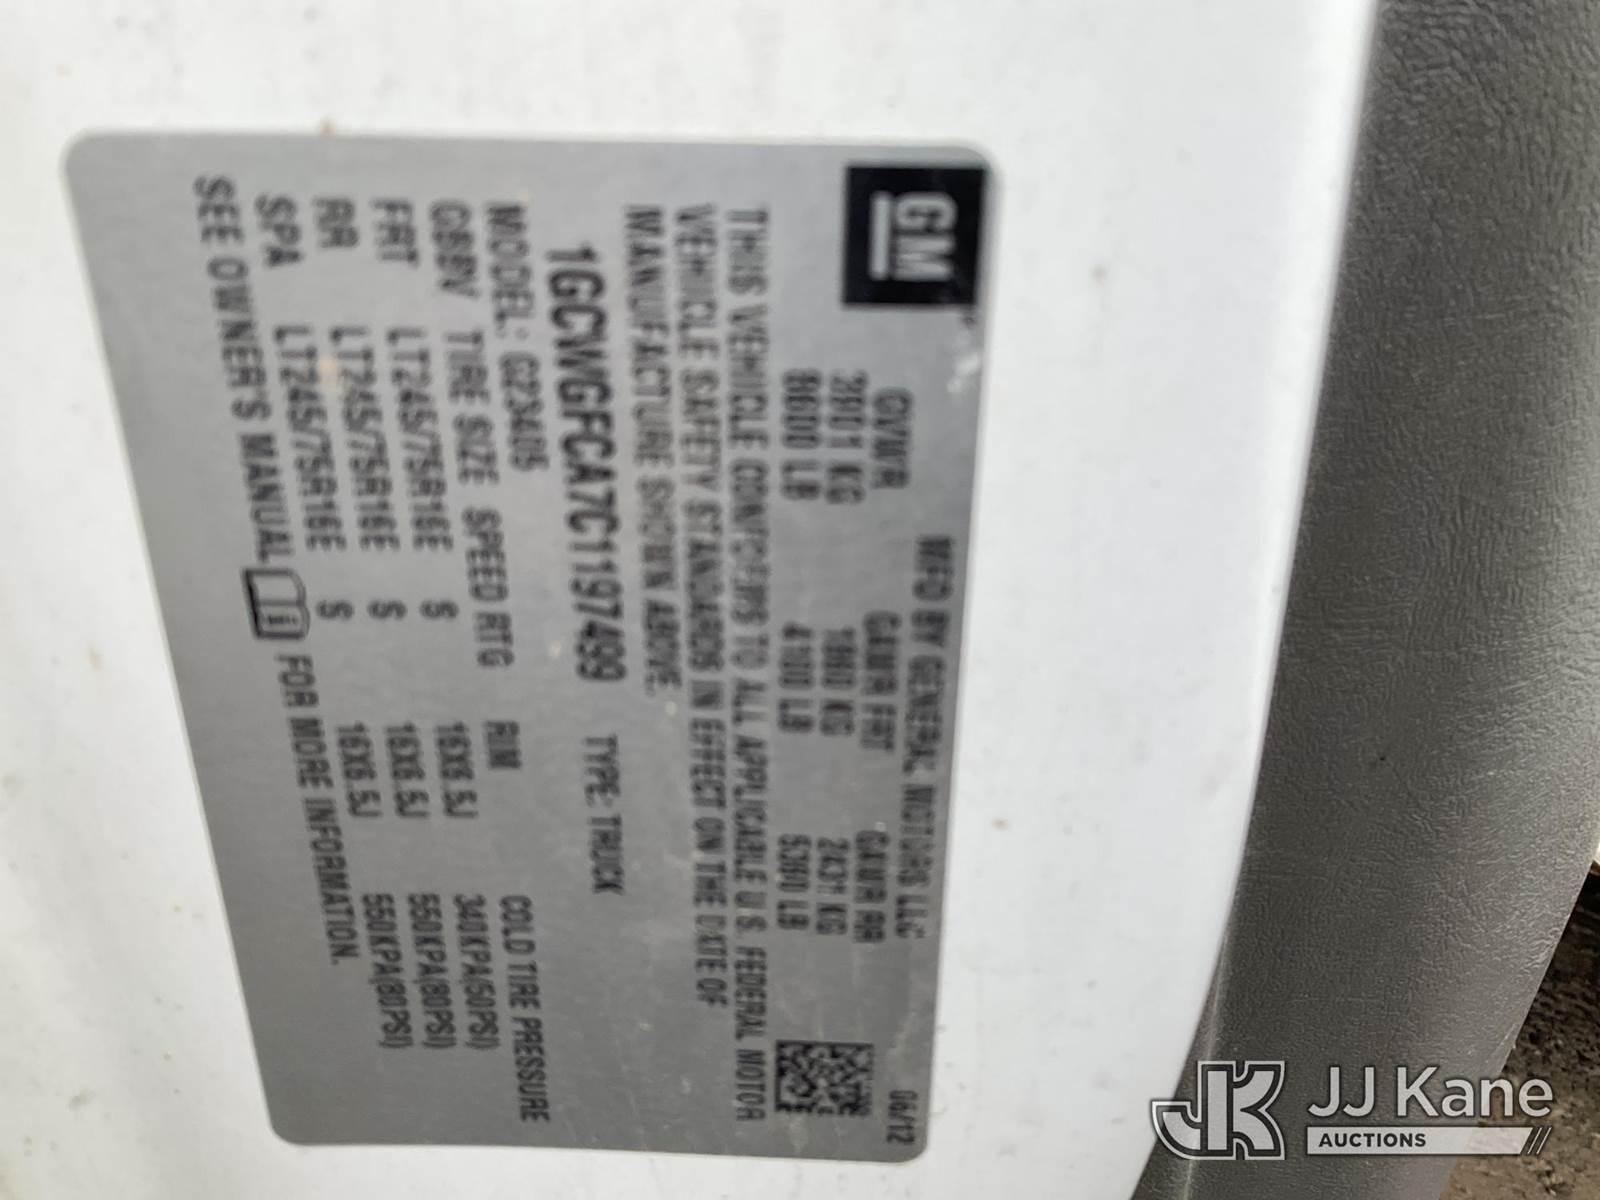 GM
MFD BY GENERAL MOTORS LLC
06/12
GVWR GAWR FRT GAWR RR
3901 KG 1860 KG 2431 KG
8600 LB 4100 LB 5360 LB
THIS VEHICLE CONFORMS TO ALL APPLICABLE U.S. FEDERAL MOTOR
VEHICLE SAFETY STANDARDS IN EFFECT ON THE DATE OF
MANUFACTURE SHOWN ABOVE.
1GCWGFCA7C1197499 TYPE: TRUCK
MODEL: G23405
GSBV TIRE SIZE SPEED RTG RIM COLD TIRE PRESSURE
FRT LT245/75R16E S 16X6.5J 340KPA(50PSI)
RR LT245/75R16E S 16X6.5J 550KPA(80PSI)
SPA LT245/75R16E S 16X6.5J 550KPA(80PSI)
SEE OWNER'S MANUAL FOR MORE INFORMATION.
JK JJ Kane
AUCTIONS